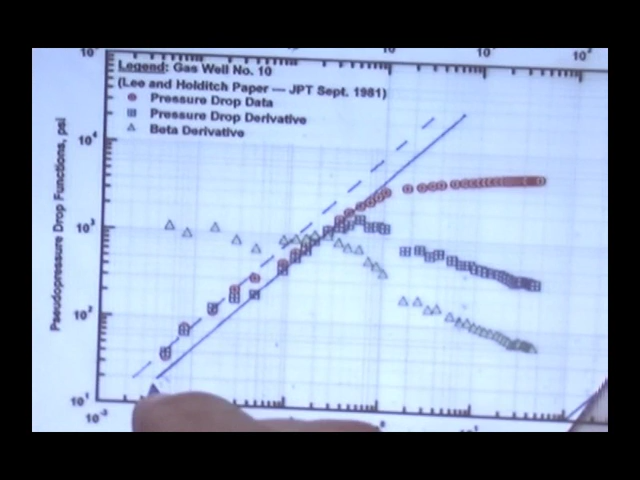 Legend: Gas Well No. 10
(Lee and Holditch Paper — JPT Sept. 1981)
Pressure Drop Data
Pressure Drop Derivative
Beta Derivative
Pseudopressure Drop Functions, psi
10⁴
10³
10²
10¹
10⁻³
10²